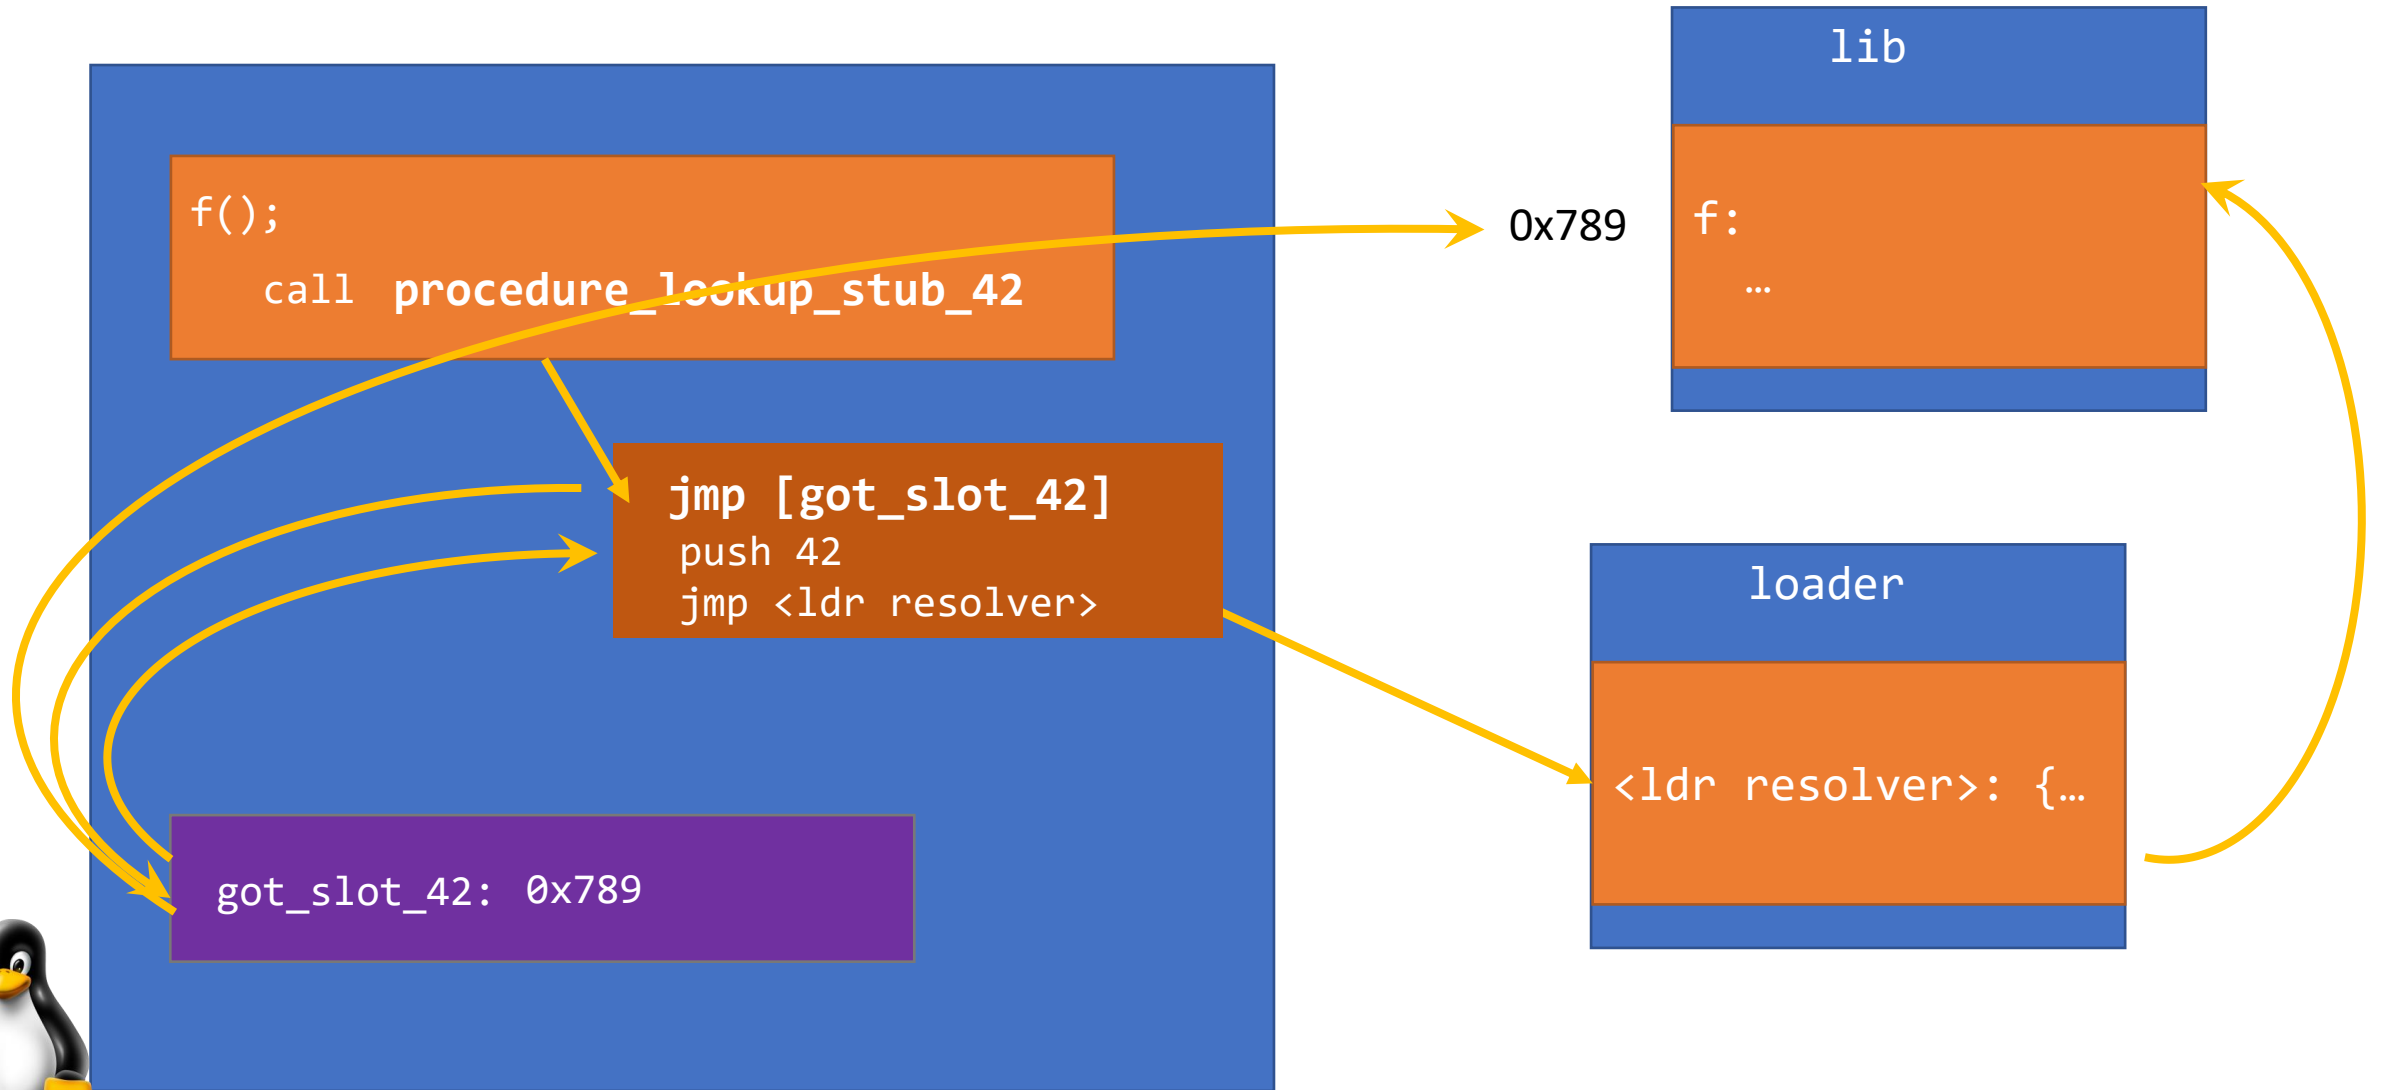 f();
call procedure_lookup_stub_42
jmp [got_slot_42]
push 42
jmp <ldr resolver>
got_slot_42: 0x789
0x789
lib
f:
…
loader
<ldr resolver>: {…